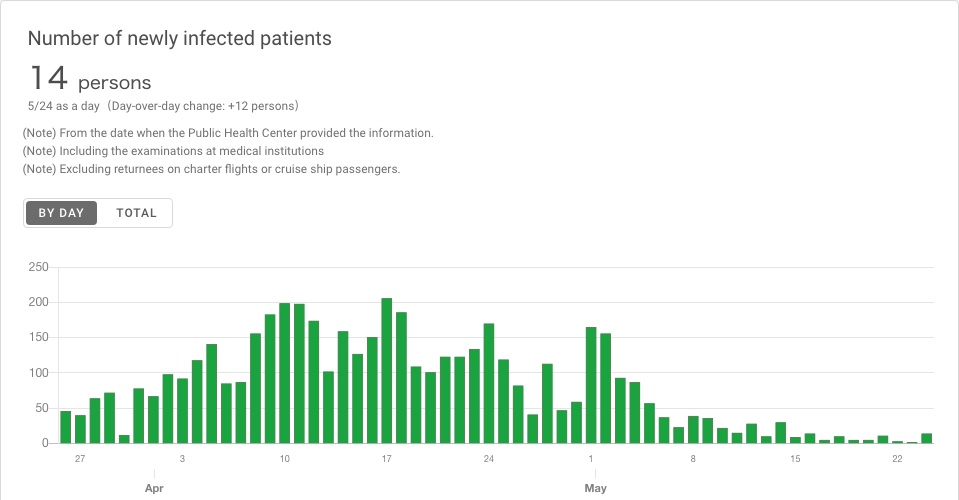 Number of newly infected patients
14 persons
5/24 as a day（Day-over-day change: +12 persons）
(Note) From the date when the Public Health Center provided the information.
(Note) Including the examinations at medical institutions
(Note) Excluding returnees on charter flights or cruise ship passengers.
BY DAY TOTAL
250
200
150
100
50
0
27 3 10 17 24 1 8 15 22
Apr May